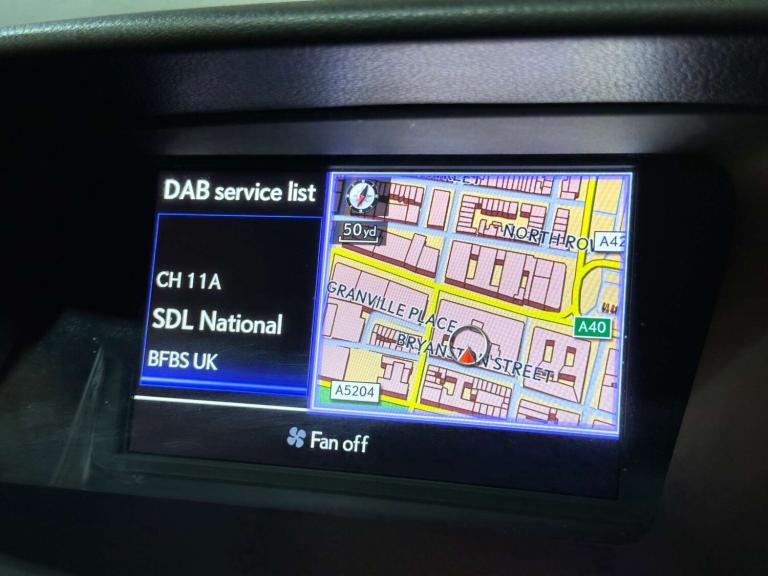 DAB service list
CH 11A
SDL National
BFBS UK
50yd
NORTH ROW
A42
GRANVILLE PLACE
A40
BRYANSTON STREET
A5204
Fan off